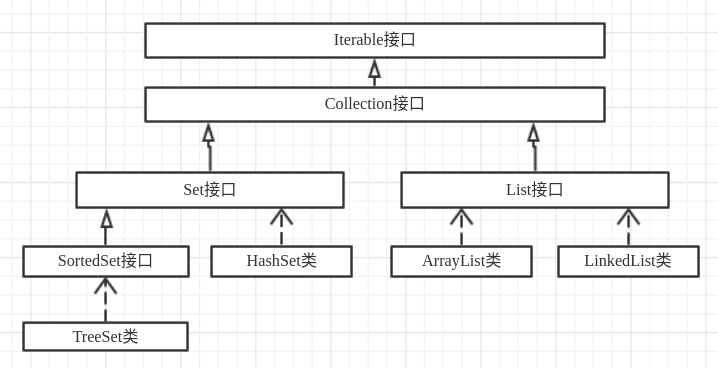 Iterable接口
Collection接口
Set接口
List接口
SortedSet接口
HashSet类
ArrayList类
LinkedList类
TreeSet类